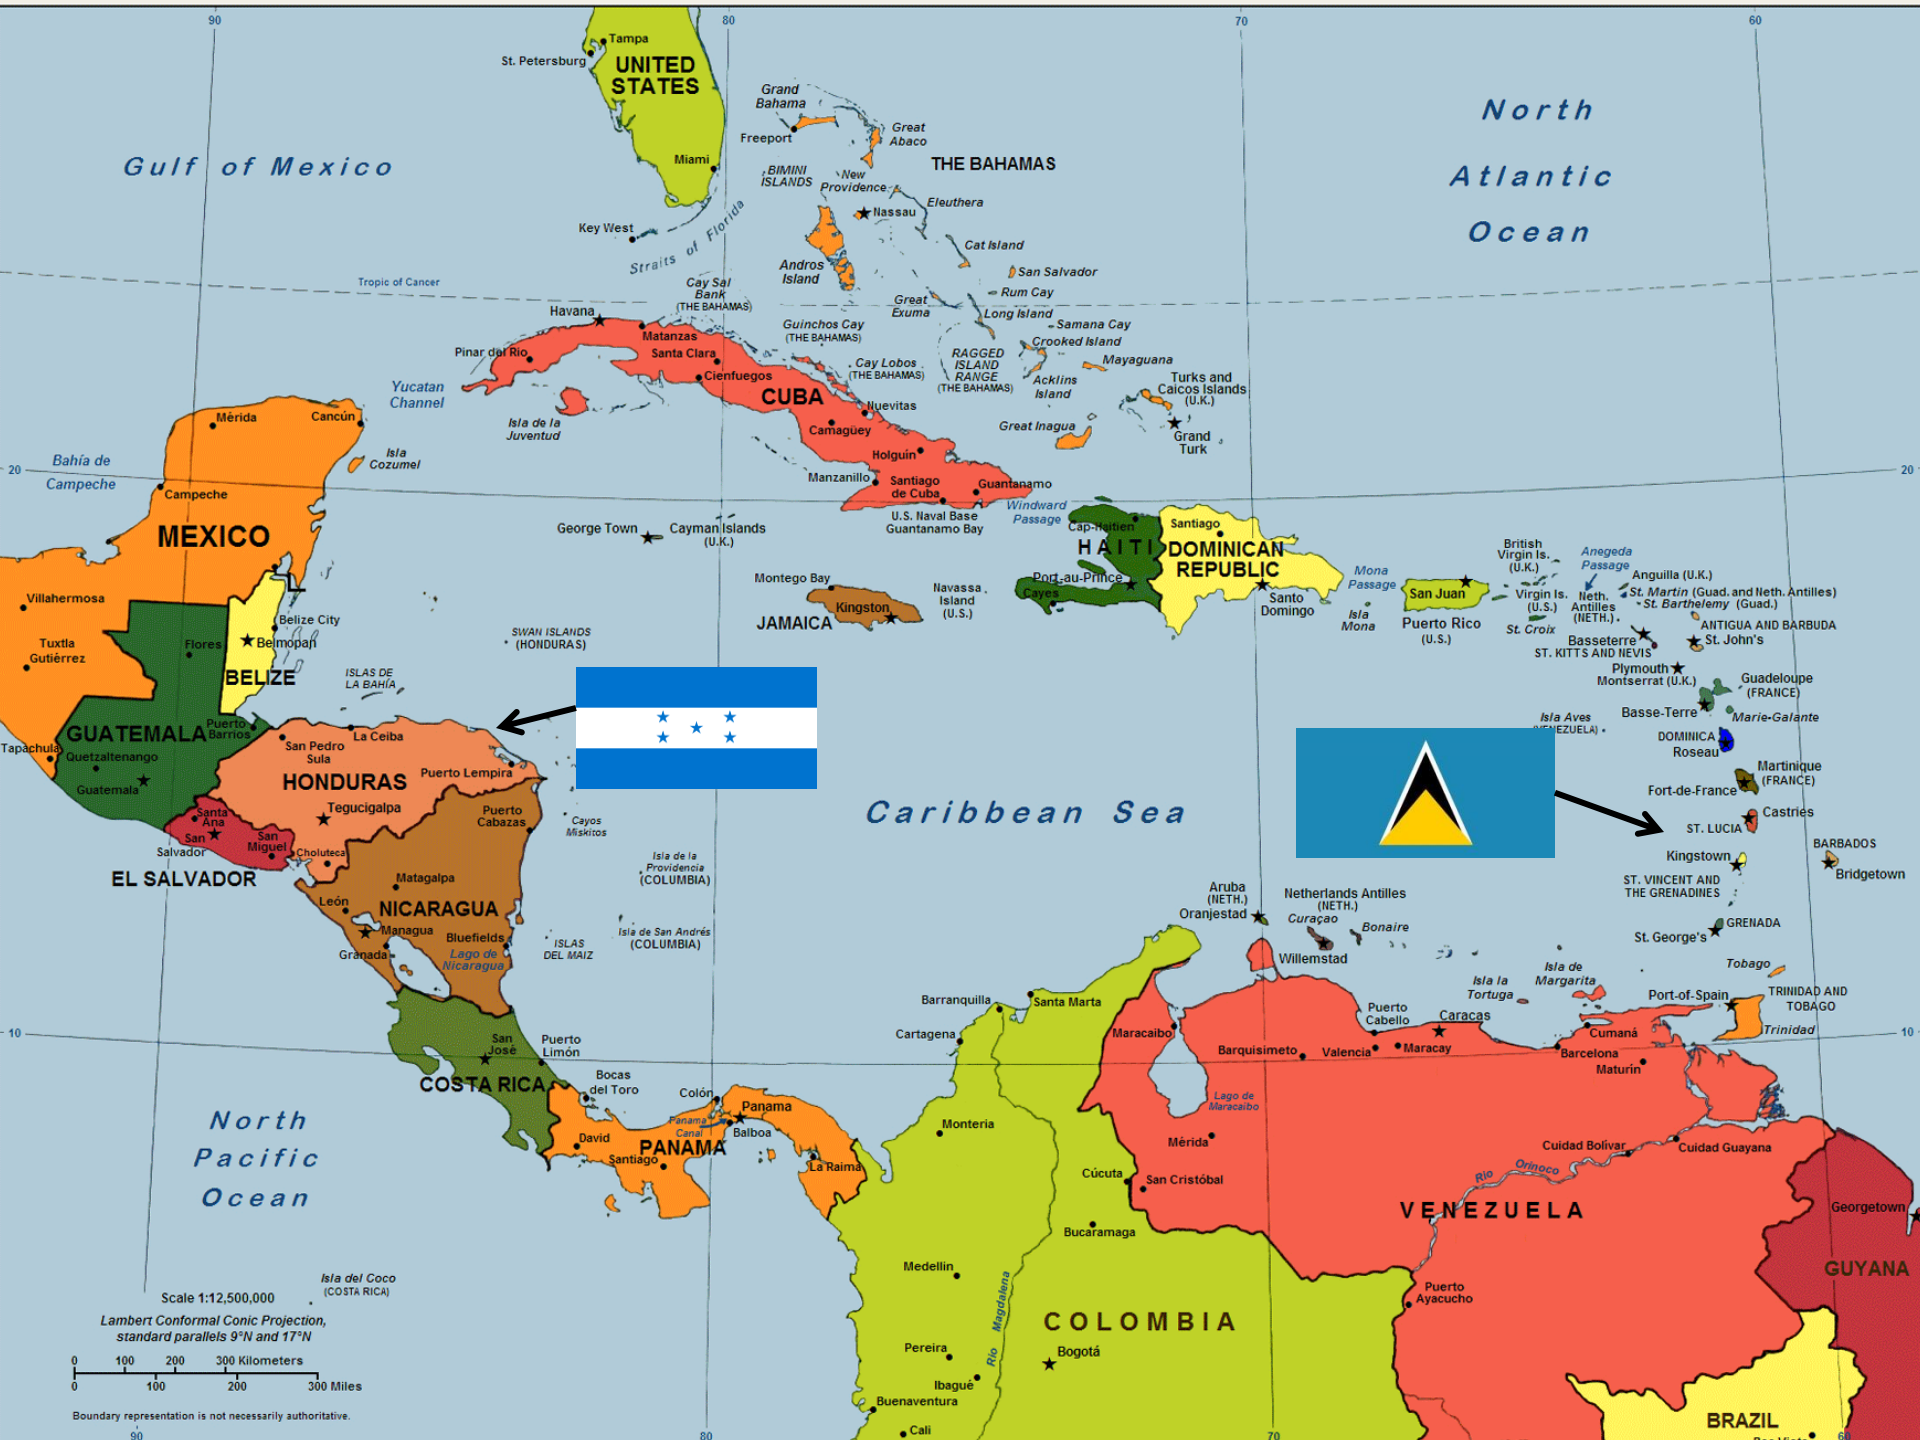 90
80
70
60
Tampa
St. Petersburg
UNITED
STATES
Miami
Key West
Straits of Florida
Gulf of Mexico
North
Atlantic
Ocean
Grand
Bahama
Freeport
Great
Abaco
THE BAHAMAS
BIMINI
ISLANDS
New
Providence
Nassau
Eleuthera
Cat Island
Andros
Island
San Salvador
Rum Cay
Great
Exuma
Long Island
Samana Cay
Crooked Island
Mayaguana
Acklins
Island
RAGGED
ISLAND
RANGE
(THE BAHAMAS)
Great Inagua
Turks and
Caicos Islands
(U.K.)
Grand
Turk
Tropic of Cancer
Cay Sal
Bank
(THE BAHAMAS)
Guinchos Cay
(THE BAHAMAS)
Cay Lobos
(THE BAHAMAS)
Havana
Matanzas
Pinar del Rio
Santa Clara
Cienfuegos
CUBA
Nuevitas
Camagüey
Holguín
Manzanillo
Santiago
de Cuba
Guantanamo
U.S. Naval Base
Guantanamo Bay
Isla de la
Juventud
Yucatan
Channel
Windward
Passage
Mérida
Cancún
Isla
Cozumel
20
Bahía de
Campeche
Campeche
MEXICO
Villahermosa
Tuxtla
Gutiérrez
Tapachula
20
George Town
Cayman Islands
(U.K.)
Montego Bay
Kingston
JAMAICA
Navassa
Island
(U.S.)
Cap-Haïtien
HAITI
Port-au-Prince
Cayes
Santiago
DOMINICAN
REPUBLIC
Santo
Domingo
Mona
Passage
Isla
Mona
San Juan
Puerto Rico
(U.S.)
British
Virgin Is.
(U.K.)
Virgin Is.
(U.S.)
St. Croix
Anegeda
Passage
Neth.
Antilles
(NETH.)
Anguilla (U.K.)
St. Martin (Guad. and Neth. Antilles)
St. Barthelemy (Guad.)
ANTIGUA AND BARBUDA
St. John's
Basseterre
ST. KITTS AND NEVIS
Plymouth
Montserrat (U.K.)
Guadeloupe
(FRANCE)
Basse-Terre
Marie-Galante
Isla Aves
DOMINICA
Roseau
Martinique
(FRANCE)
Fort-de-France
Castries
ST. LUCIA
Kingstown
ST. VINCENT AND
THE GRENADINES
BARBADOS
Bridgetown
GRENADA
St. George's
Tobago
TRINIDAD AND
TOBAGO
Port-of-Spain
Trinidad
Flores
Belize City
Belmopan
BELIZE
SWAN ISLANDS
(HONDURAS)
ISLAS DE
LA BAHÍA
GUATEMALA
Puerto
Barrios
Quetzaltenango
Guatemala
San Pedro
Sula
La Ceiba
HONDURAS
Puerto Lempira
Tegucigalpa
Choluteca
Santa
Ana
San
Salvador
San
Miguel
EL SALVADOR
Puerto
Cabazas
Cayos
Miskitos
Matagalpa
León
NICARAGUA
Managua
Granada
Bluefields
Lago de
Nicaragua
ISLAS
DEL MAIZ
Isla de la
Providencia
(COLUMBIA)
Isla de San Andrés
(COLUMBIA)
Caribbean Sea
Aruba
(NETH.)
Oranjestad
Netherlands Antilles
(NETH.)
Curaçao
Bonaire
Willemstad
Isla la
Tortuga
Isla de
Margarita
10
San
José
Puerto
Limón
COSTA RICA
Bocas
del Toro
Colón
Panama
Panama
Canal
Balboa
David
PANAMA
Santiago
La Raima
Barranquilla
Santa Marta
Cartagena
Maracaibo
Barquisimeto
Valencia
Maracay
Puerto
Cabello
Caracas
Cumaná
Barcelona
Maturín
10
Lago de
Maracaibo
Monteria
Mérida
Cúcuta
San Cristóbal
Bucaramaga
Cuidad Bolívar
Cuidad Guayana
Rio Orinoco
VENEZUELA
Georgetown
GUYANA
Medellin
Rio Magdalena
COLOMBIA
Puerto
Ayacucho
Pereira
Bogotá
Ibagué
Buenaventura
Cali
BRAZIL
North
Pacific
Ocean
Isla del Coco
(COSTA RICA)
Scale 1:12,500,000
Lambert Conformal Conic Projection,
standard parallels 9°N and 17°N
0 100 200 300 Kilometers
0 100 200 300 Miles
Boundary representation is not necessarily authoritative.
90
80
70